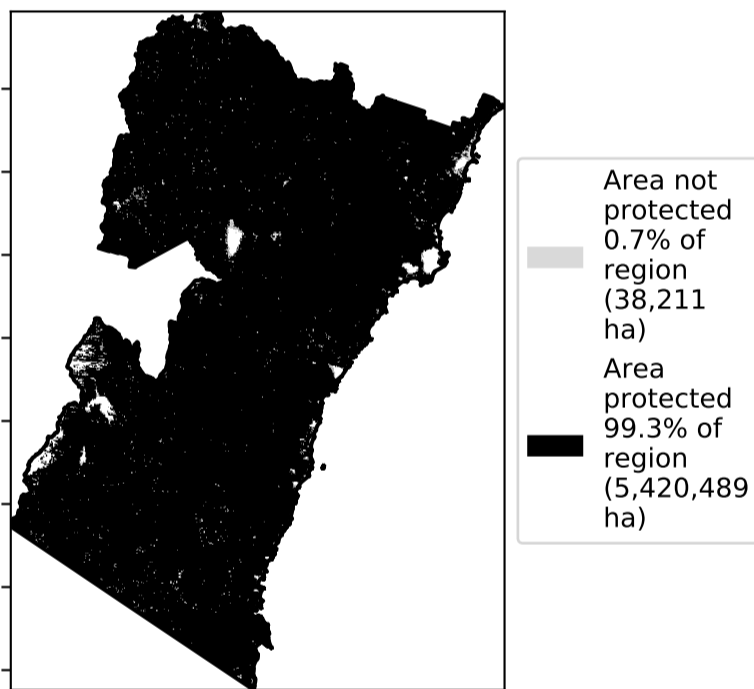 Area not
protected
0.7% of
region
(38,211
ha)
Area
protected
99.3% of
region
(5,420,489
ha)